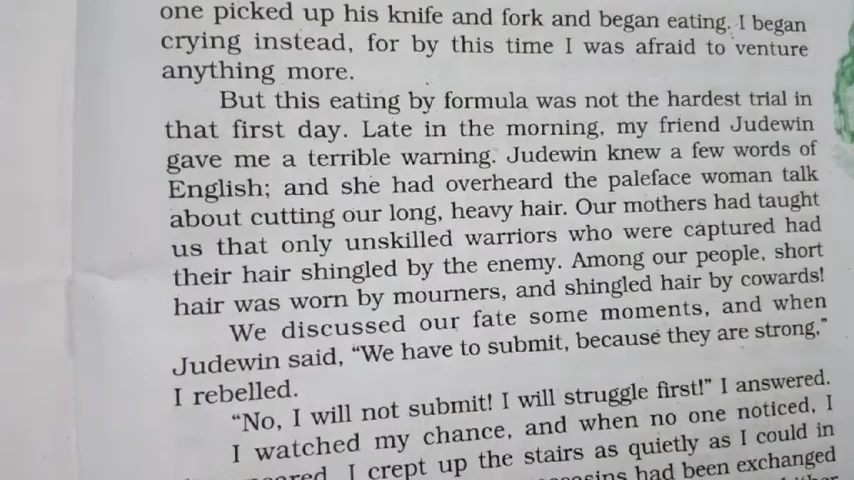 one picked up his knife and fork and began eating. I began
crying instead, for by this time I was afraid to venture
anything more.
But this eating by formula was not the hardest trial in
that first day. Late in the morning, my friend Judewin
gave me a terrible warning. Judewin knew a few words of
English; and she had overheard the paleface woman talk
about cutting our long, heavy hair. Our mothers had taught
us that only unskilled warriors who were captured had
their hair shingled by the enemy. Among our people, short
hair was worn by mourners, and shingled hair by cowards!
We discussed our fate some moments, and when
Judewin said, “We have to submit, because they are strong,”
I rebelled.
“No, I will not submit! I will struggle first!” I answered.
I watched my chance, and when no one noticed, I
I crept up the stairs as quietly as I could in
had been exchanged